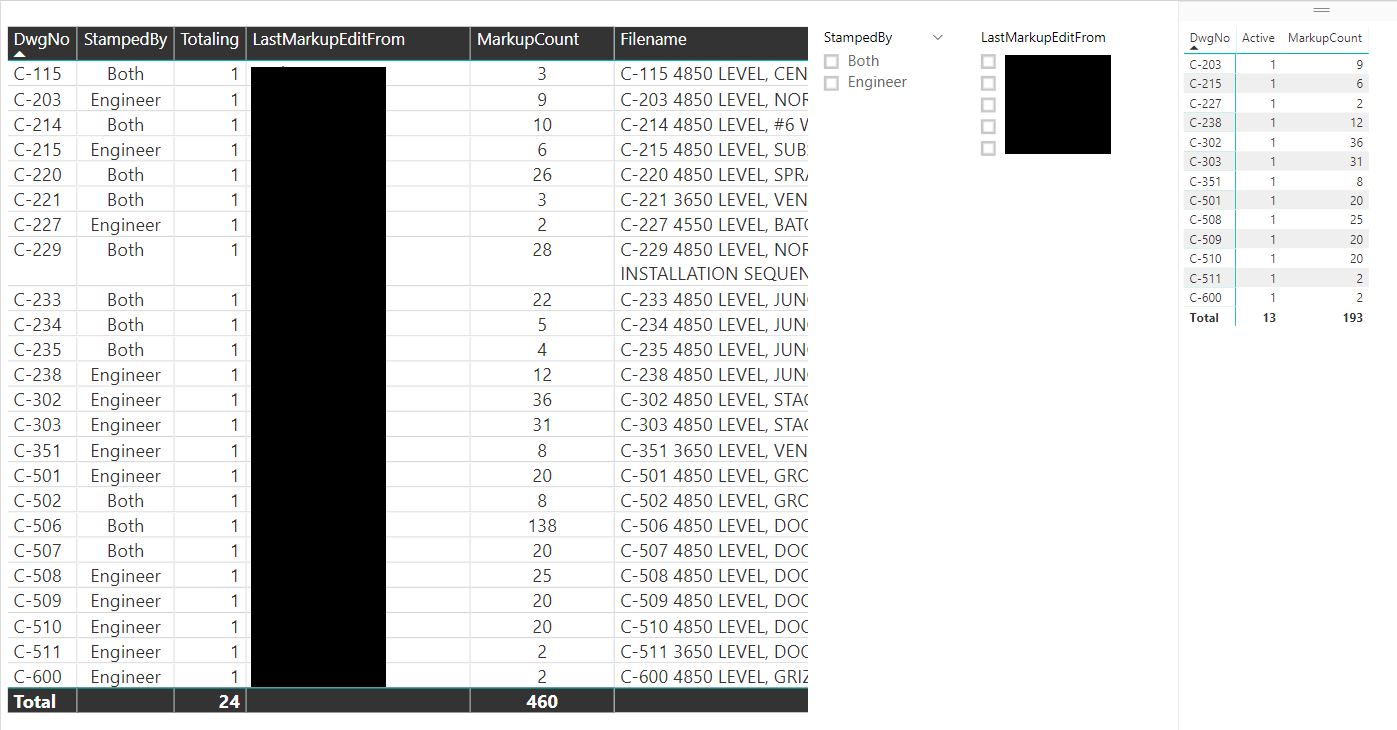 DwgNo StampedBy Totaling LastMarkupEditFrom MarkupCount Filename
C-115 Both 1 3 C-115 4850 LEVEL, CEN
C-203 Engineer 1 9 C-203 4850 LEVEL, NOR
C-214 Both 1 10 C-214 4850 LEVEL, #6
C-215 Engineer 1 6 C-215 4850 LEVEL, SUB
C-220 Both 1 26 C-220 4850 LEVEL, SPRA
C-221 Both 1 3 C-221 3650 LEVEL, VEN
C-227 Engineer 1 2 C-227 4550 LEVEL, BATC
C-229 Both 1 28 C-229 4850 LEVEL, NOR
INSTALLATION SEQUEN
C-233 Both 1 22 C-233 4850 LEVEL, JUN
C-234 Both 1 5 C-234 4850 LEVEL, JUN
C-235 Both 1 4 C-235 4850 LEVEL, JUN
C-238 Engineer 1 12 C-238 4850 LEVEL, JUN
C-302 Engineer 1 36 C-302 4850 LEVEL, STAG
C-303 Engineer 1 31 C-303 4850 LEVEL, STAG
C-351 Engineer 1 8 C-351 3650 LEVEL, VEN
C-501 Engineer 1 20 C-501 4850 LEVEL, GRO
C-502 Both 1 8 C-502 4850 LEVEL, GRO
C-506 Both 1 138 C-506 4850 LEVEL, DOC
C-507 Both 1 20 C-507 4850 LEVEL, DOC
C-508 Engineer 1 25 C-508 4850 LEVEL, DOC
C-509 Engineer 1 20 C-509 4850 LEVEL, DOC
C-510 Engineer 1 20 C-510 4850 LEVEL, DOC
C-511 Engineer 1 2 C-511 3650 LEVEL, DOC
C-600 Engineer 1 2 C-600 4850 LEVEL, GRIZ
Total 24 460
StampedBy
Both
Engineer
LastMarkupEditFrom
DwgNo Active MarkupCount
C-203 1 9
C-215 1 6
C-227 1 2
C-238 1 12
C-302 1 36
C-303 1 31
C-351 1 8
C-501 1 20
C-508 1 25
C-509 1 20
C-510 1 20
C-511 1 2
C-600 1 2
Total 13 193